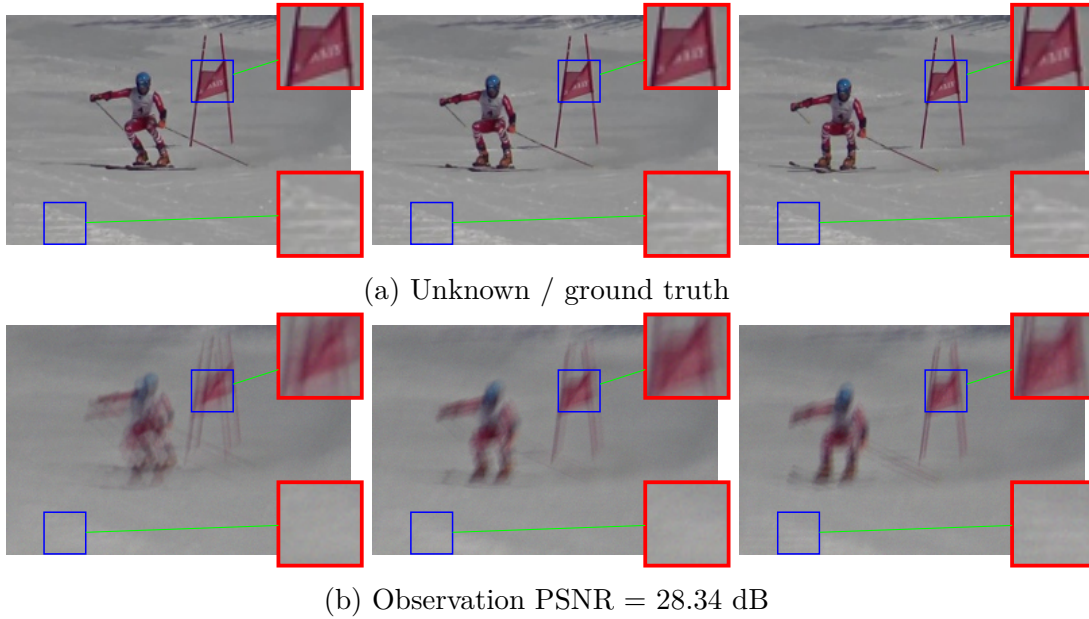 (a) Unknown / ground truth
(b) Observation PSNR = 28.34 dB